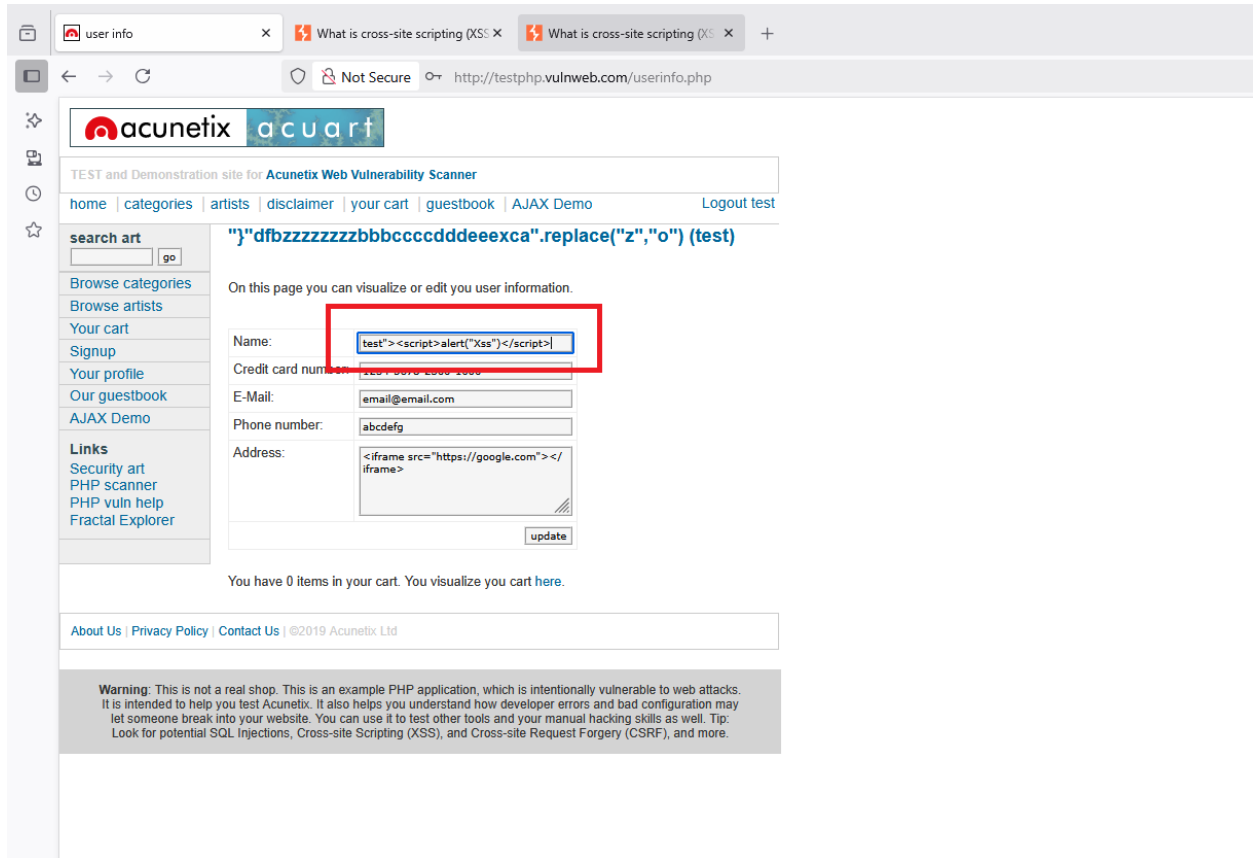 user info
What is cross-site scripting (XSS
What is cross-site scripting (XS
Not Secure
http://testphp.vulnweb.com/userinfo.php
acunetix acuart
TEST and Demonstration site for Acunetix Web Vulnerability Scanner
home | categories | artists | disclaimer | your cart | guestbook | AJAX Demo
Logout test
search art
go
Browse categories
Browse artists
Your cart
Signup
Your profile
Our guestbook
AJAX Demo
Links
Security art
PHP scanner
PHP vuln help
Fractal Explorer
"}"dfbzzzzzzzzbbbccccdddeeexca".replace("z","o") (test)
On this page you can visualize or edit you user information.
Name:
test"><script>alert("Xss")</script>
Credit card number:
E-Mail:
email@email.com
Phone number:
abcdefg
Address:
<iframe src="https://google.com"></
iframe>
update
You have 0 items in your cart. You visualize you cart here.
About Us | Privacy Policy | Contact Us | ©2019 Acunetix Ltd
Warning: This is not a real shop. This is an example PHP application, which is intentionally vulnerable to web attacks.
It is intended to help you test Acunetix. It also helps you understand how developer errors and bad configuration may
let someone break into your website. You can use it to test other tools and your manual hacking skills as well. Tip:
Look for potential SQL Injections, Cross-site Scripting (XSS), and Cross-site Request Forgery (CSRF), and more.